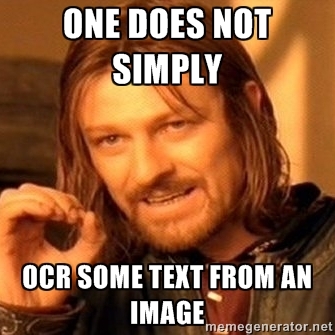 ONE DOES NOT
SIMPLY
OCR SOME TEXT FROM AN
IMAGE
memegenerator.net